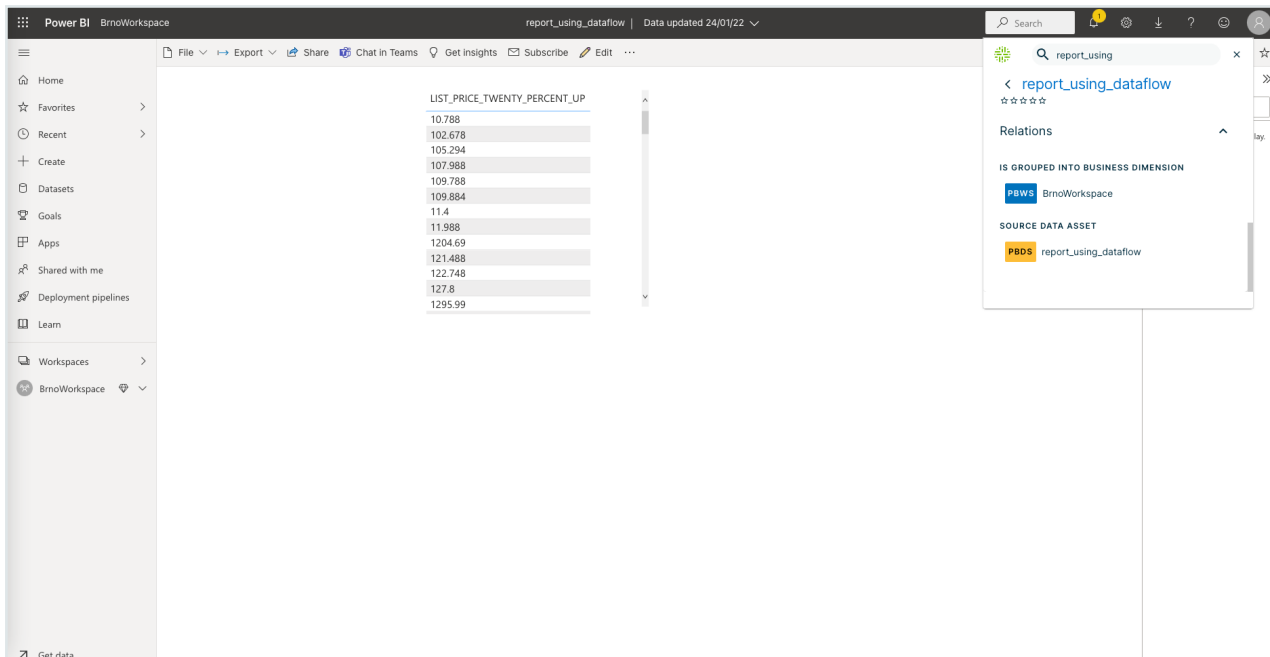 Power BI BrnoWorkspace report_using_dataflow | Data updated 24/01/22 Search 1
File Export Share Chat in Teams Get insights Subscribe Edit ...
report_using
report_using_dataflow
Relations
IS GROUPED INTO BUSINESS DIMENSION
PBWS BrnoWorkspace
SOURCE DATA ASSET
PBDS report_using_dataflow
lay.
Home
Favorites
Recent
Create
Datasets
Goals
Apps
Shared with me
Deployment pipelines
Learn
Workspaces
BrnoWorkspace
Get data
LIST_PRICE_TWENTY_PERCENT_UP
10.788
102.678
105.294
107.988
109.788
109.884
11.4
11.988
1204.69
121.488
122.748
127.8
1295.99